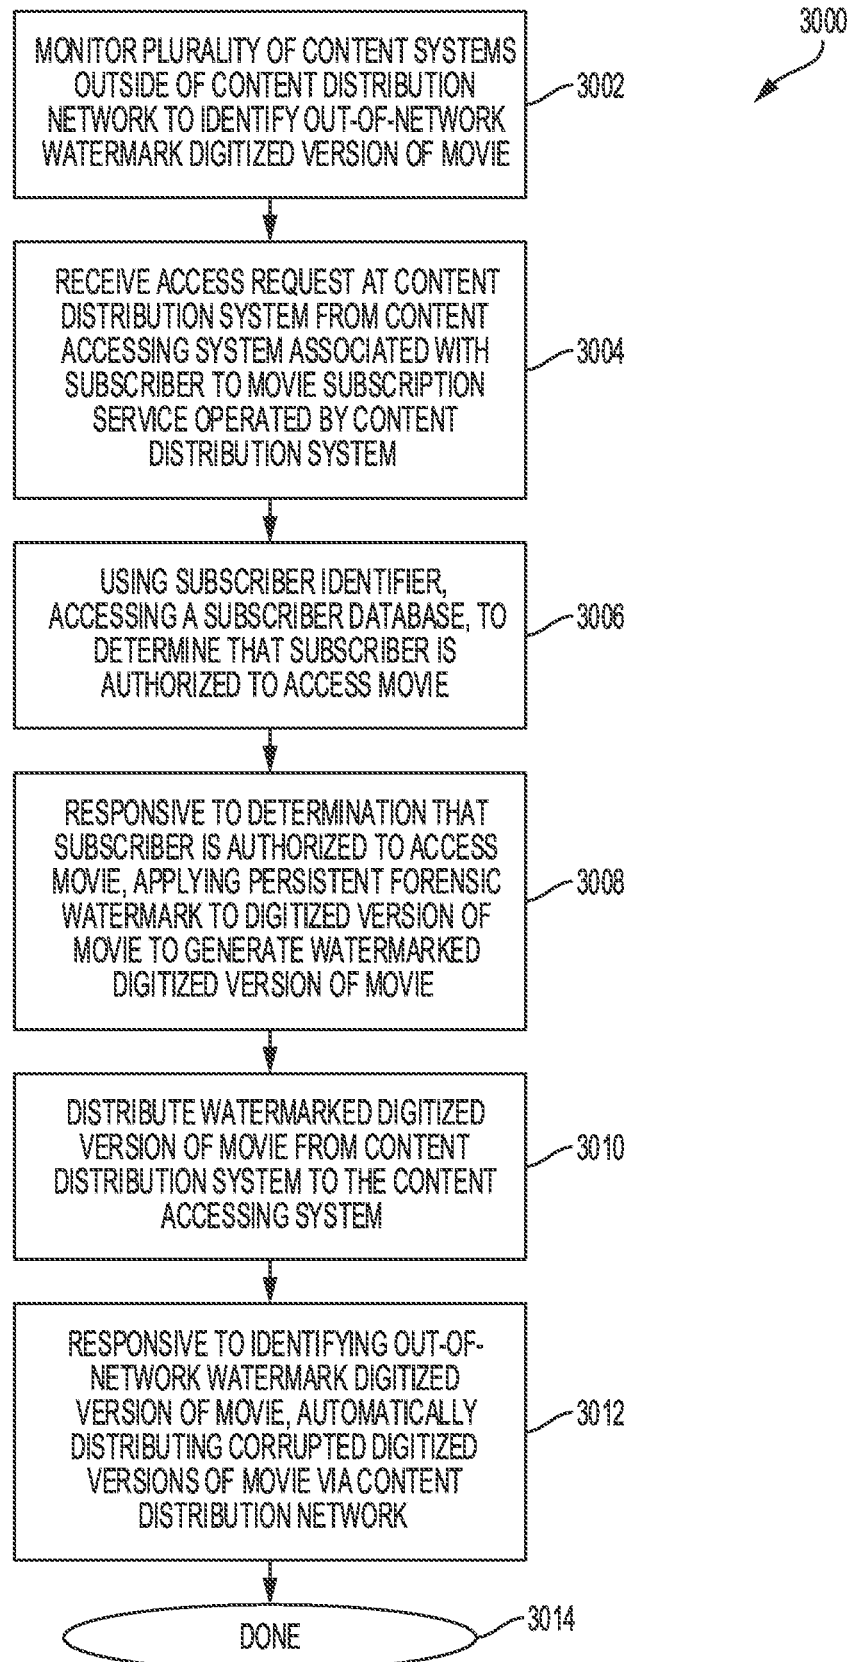 3000
MONITOR PLURALITY OF CONTENT SYSTEMS
OUTSIDE OF CONTENT DISTRIBUTION
NETWORK TO IDENTIFY OUT-OF-NETWORK
WATERMARK DIGITIZED VERSION OF MOVIE
3002
RECEIVE ACCESS REQUEST AT CONTENT
DISTRIBUTION SYSTEM FROM CONTENT
ACCESSING SYSTEM ASSOCIATED WITH
SUBSCRIBER TO MOVIE SUBSCRIPTION
SERVICE OPERATED BY CONTENT
DISTRIBUTION SYSTEM
3004
USING SUBSCRIBER IDENTIFIER,
ACCESSING A SUBSCRIBER DATABASE, TO
DETERMINE THAT SUBSCRIBER IS
AUTHORIZED TO ACCESS MOVIE
3006
RESPONSIVE TO DETERMINATION THAT
SUBSCRIBER IS AUTHORIZED TO ACCESS
MOVIE, APPLYING PERSISTENT FORENSIC
WATERMARK TO DIGITIZED VERSION OF
MOVIE TO GENERATE WATERMARKED
DIGITIZED VERSION OF MOVIE
3008
DISTRIBUTE WATERMARKED DIGITIZED
VERSION OF MOVIE FROM CONTENT
DISTRIBUTION SYSTEM TO THE CONTENT
ACCESSING SYSTEM
3010
RESPONSIVE TO IDENTIFYING OUT-OF-
NETWORK WATERMARK DIGITIZED
VERSION OF MOVIE, AUTOMATICALLY
DISTRIBUTING CORRUPTED DIGITIZED
VERSIONS OF MOVIE VIA CONTENT
DISTRIBUTION NETWORK
3012
DONE
3014